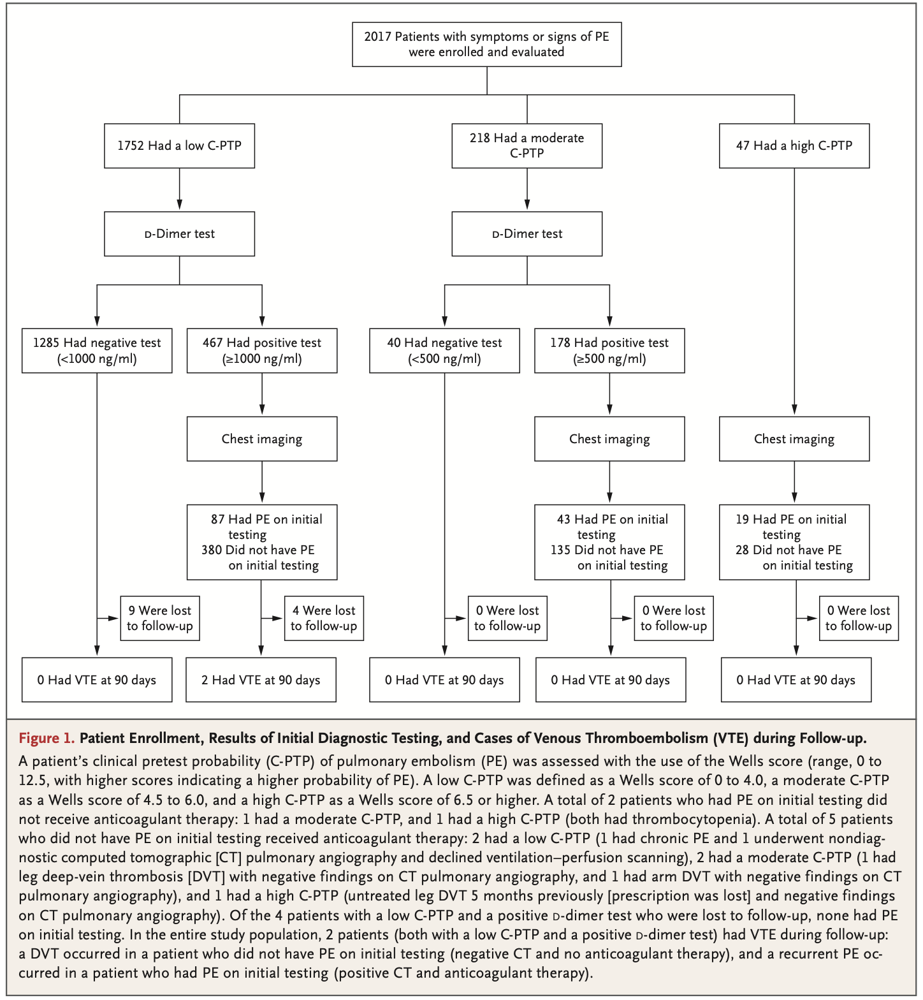 2017 Patients with symptoms or signs of PE
were enrolled and evaluated
1752 Had a low C-PTP
218 Had a moderate
C-PTP
47 Had a high C-PTP
D-Dimer test
D-Dimer test
1285 Had negative test
(<1000 ng/ml)
467 Had positive test
(≥1000 ng/ml)
40 Had negative test
(<500 ng/ml)
178 Had positive test
(≥500 ng/ml)
Chest imaging
Chest imaging
Chest imaging
87 Had PE on initial
testing
380 Did not have PE
on initial testing
43 Had PE on initial
testing
135 Did not have PE
on initial testing
19 Had PE on initial
testing
28 Did not have PE
on initial testing
9 Were lost
to follow-up
4 Were lost
to follow-up
0 Were lost
to follow-up
0 Were lost
to follow-up
0 Were lost
to follow-up
0 Had VTE at 90 days
2 Had VTE at 90 days
0 Had VTE at 90 days
0 Had VTE at 90 days
0 Had VTE at 90 days
Figure 1. Patient Enrollment, Results of Initial Diagnostic Testing, and Cases of Venous Thromboembolism (VTE) during Follow-up.
A patient's clinical pretest probability (C-PTP) of pulmonary embolism (PE) was assessed with the use of the Wells score (range, 0 to
12.5, with higher scores indicating a higher probability of PE). A low C-PTP was defined as a Wells score of 0 to 4.0, a moderate C-PTP
as a Wells score of 4.5 to 6.0, and a high C-PTP as a Wells score of 6.5 or higher. A total of 2 patients who had PE on initial testing did
not receive anticoagulant therapy: 1 had a moderate C-PTP, and 1 had a high C-PTP (both had thrombocytopenia). A total of 5 patients
who did not have PE on initial testing received anticoagulant therapy: 2 had a low C-PTP (1 had chronic PE and 1 underwent nondiag-
nostic computed tomographic [CT] pulmonary angiography and declined ventilation–perfusion scanning), 2 had a moderate C-PTP (1 had
leg deep-vein thrombosis [DVT] with negative findings on CT pulmonary angiography, and 1 had arm DVT with negative findings on CT
pulmonary angiography), and 1 had a high C-PTP (untreated leg DVT 5 months previously [prescription was lost] and negative findings
on CT pulmonary angiography). Of the 4 patients with a low C-PTP and a positive D-dimer test who were lost to follow-up, none had PE
on initial testing. In the entire study population, 2 patients (both with a low C-PTP and a positive D-dimer test) had VTE during follow-up:
a DVT occurred in a patient who did not have PE on initial testing (negative CT and no anticoagulant therapy), and a recurrent PE oc-
curred in a patient who had PE on initial testing (positive CT and anticoagulant therapy).